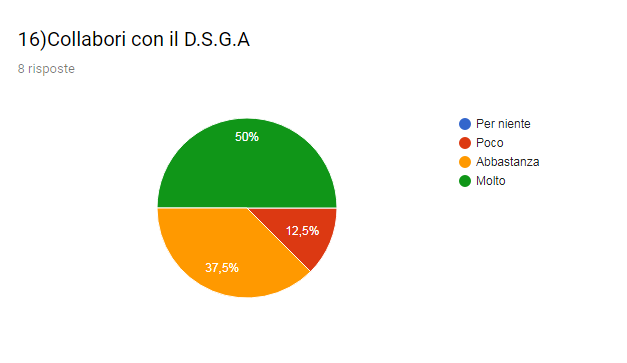 16)Collabori con il D.S.G.A
8 risposte
50%
12,5%
37,5%
Per niente
Poco
Abbastanza
Molto